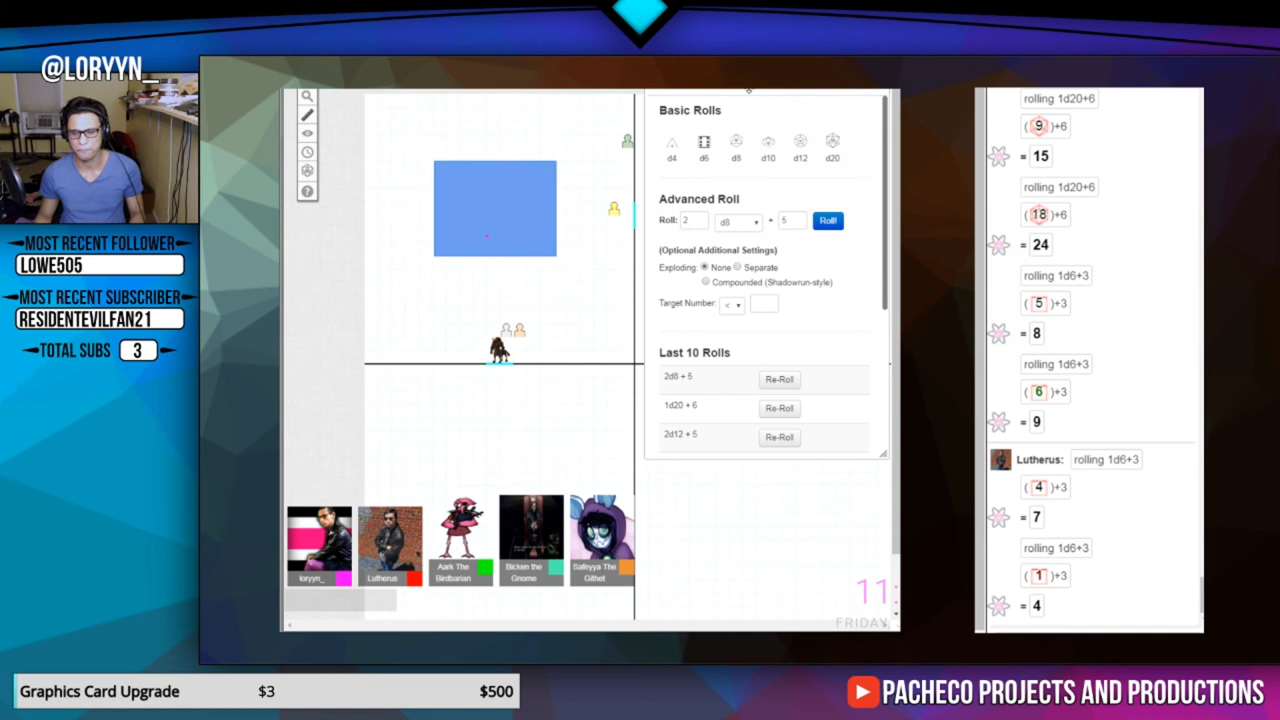 @LORYYN_
MOST RECENT FOLLOWER
LOWE505
MOST RECENT SUBSCRIBER
RESIDENTEVILFAN21
TOTAL SUBS 3
Basic Rolls
d4 d6 d8 d10 d12 d20
Advanced Roll
Roll: 2 d8 + 5 Roll!
(Optional Additional Settings)
Exploding: None Separate
Compounded (Shadowrun-style)
Target Number: <
Last 10 Rolls
2d8 + 5 Re-Roll
1d20 + 6 Re-Roll
2d12 + 5 Re-Roll
loryyn_
Lutherus
Aark The
Birdbarian
Bicken the
Gnome
Safeyya The
Githet
11:
FRIDAY
rolling 1d20+6
(9)+6
= 15
rolling 1d20+6
(18)+6
= 24
rolling 1d6+3
(5)+3
= 8
rolling 1d6+3
(6)+3
= 9
Lutherus: rolling 1d6+3
(4)+3
= 7
rolling 1d6+3
(1)+3
= 4
Graphics Card Upgrade $3 $500
PACHECO PROJECTS AND PRODUCTIONS